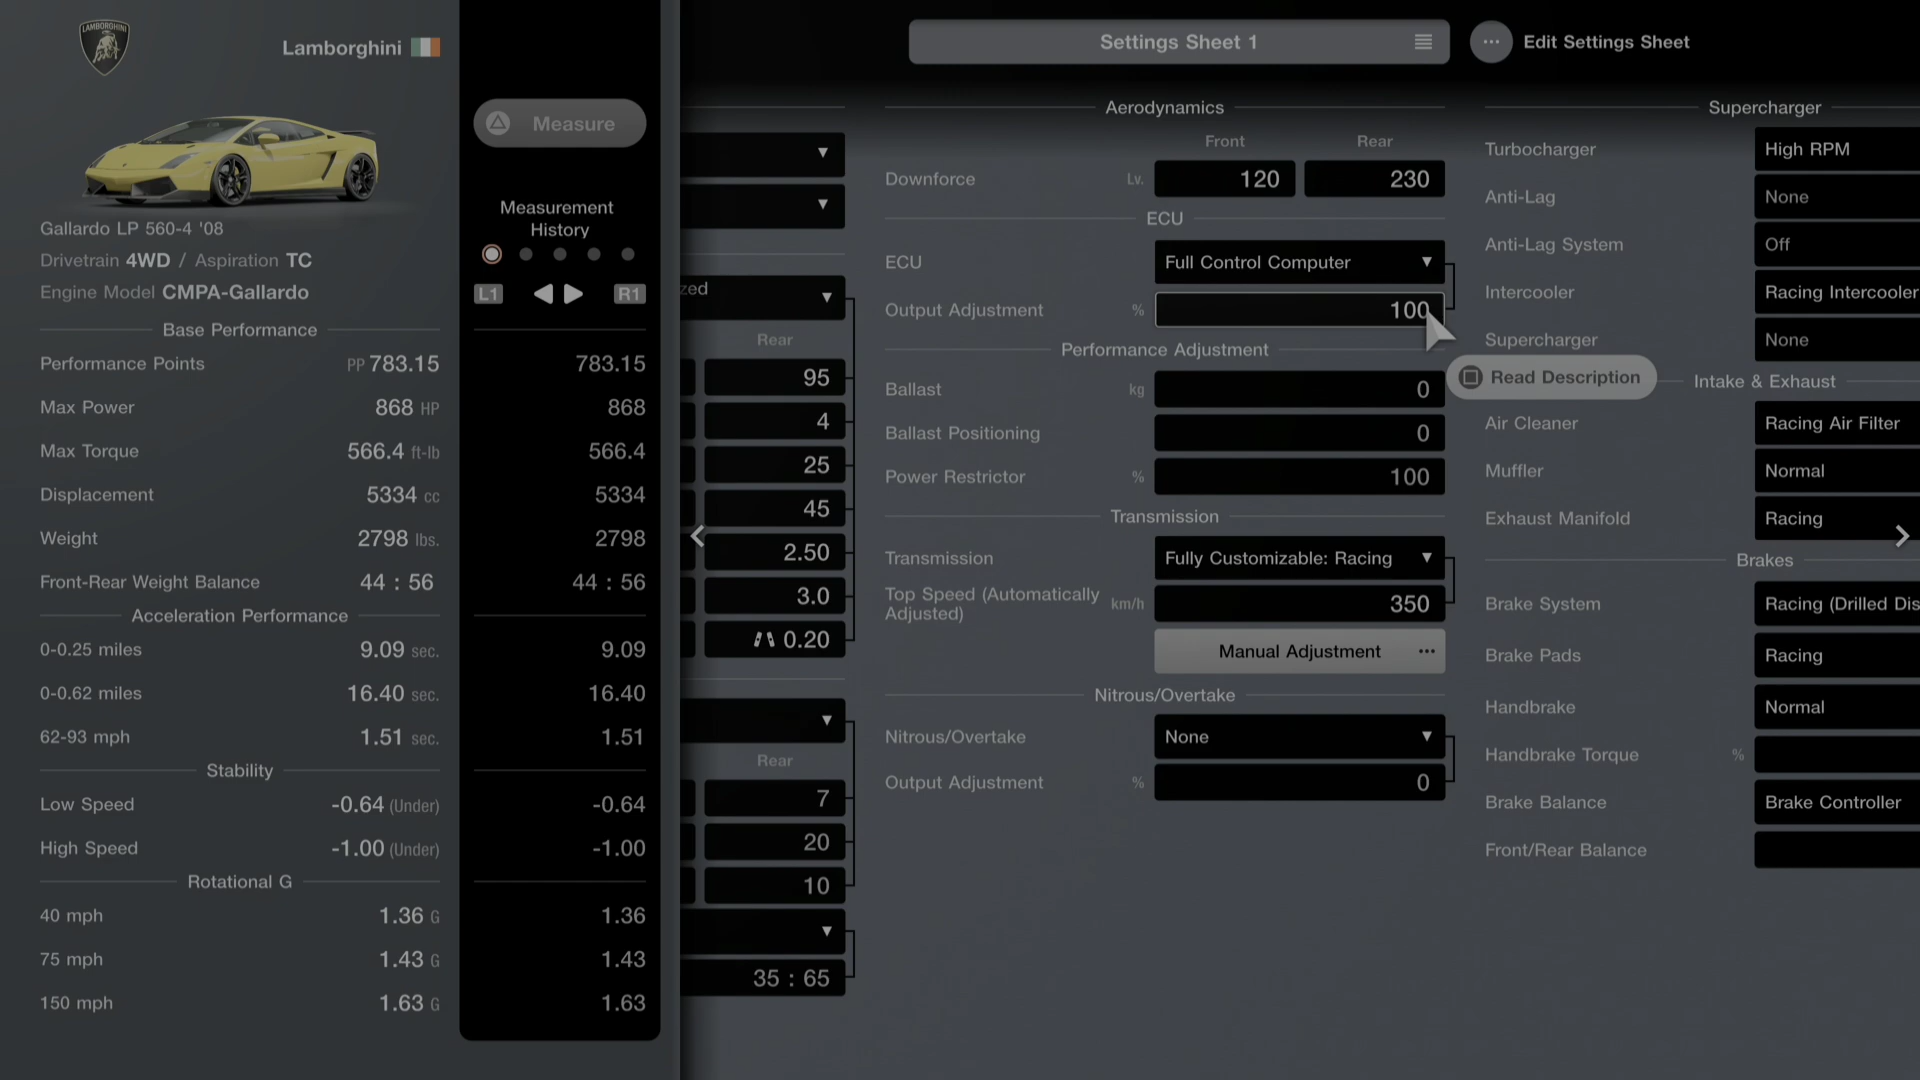 LAMBORGHINI
Lamborghini
Gallardo LP 560-4 '08
Drivetrain 4WD / Aspiration TC
Engine Model CMPA-Gallardo
Base Performance
Performance Points PP 783.15
Max Power 868 HP
Max Torque 566.4 ft-lb
Displacement 5334 cc
Weight 2798 lbs.
Front-Rear Weight Balance 44 : 56
Acceleration Performance
0-0.25 miles 9.09 sec.
0-0.62 miles 16.40 sec.
62-93 mph 1.51 sec.
Stability
Low Speed -0.64 (Under)
High Speed -1.00 (Under)
Rotational G
40 mph 1.36 G
75 mph 1.43 G
150 mph 1.63 G
Measure
Measurement
History
L1 R1
783.15
868
566.4
5334
2798
44 : 56
9.09
16.40
1.51
-0.64
-1.00
1.36
1.43
1.63
zed
Rear
95
4
25
45
2.50
3.0
0.20
Rear
7
20
10
35 : 65
Settings Sheet 1
Edit Settings Sheet
Aerodynamics
Front Rear
Downforce Lv. 120 230
ECU
ECU Full Control Computer
Output Adjustment % 100
Performance Adjustment
Ballast kg 0
Ballast Positioning 0
Power Restrictor % 100
Transmission
Transmission Fully Customizable: Racing
Top Speed (Automatically
Adjusted) km/h 350
Manual Adjustment
Nitrous/Overtake
Nitrous/Overtake None
Output Adjustment % 0
Supercharger
Turbocharger High RPM
Anti-Lag None
Anti-Lag System Off
Intercooler Racing Intercooler
Supercharger None
Read Description
Intake & Exhaust
Air Cleaner Racing Air Filter
Muffler Normal
Exhaust Manifold Racing
Brakes
Brake System Racing (Drilled Dis
Brake Pads Racing
Handbrake Normal
Handbrake Torque %
Brake Balance Brake Controller
Front/Rear Balance